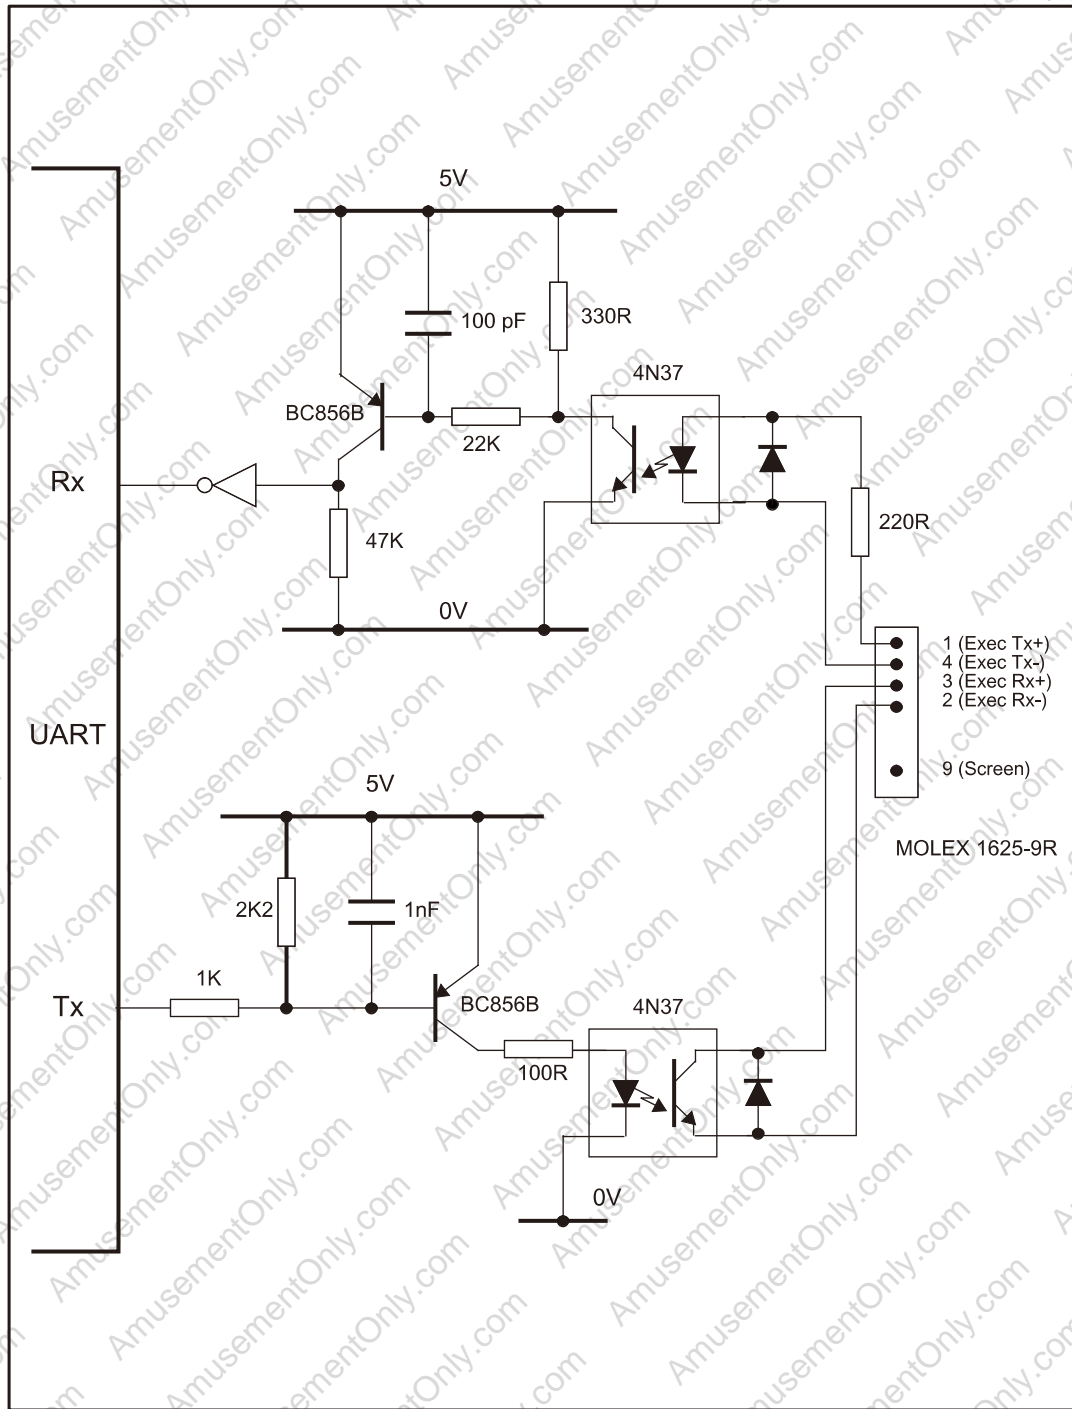 5V
100 pF
330R
4N37
BC856B
22K
Rx
47K
220R
0V
1 (Exec Tx+)
4 (Exec Tx-)
3 (Exec Rx+)
2 (Exec Rx-)
UART
9 (Screen)
5V
MOLEX 1625-9R
2K2
1nF
1K
Tx
BC856B
4N37
100R
0V
AmusementOnly.com